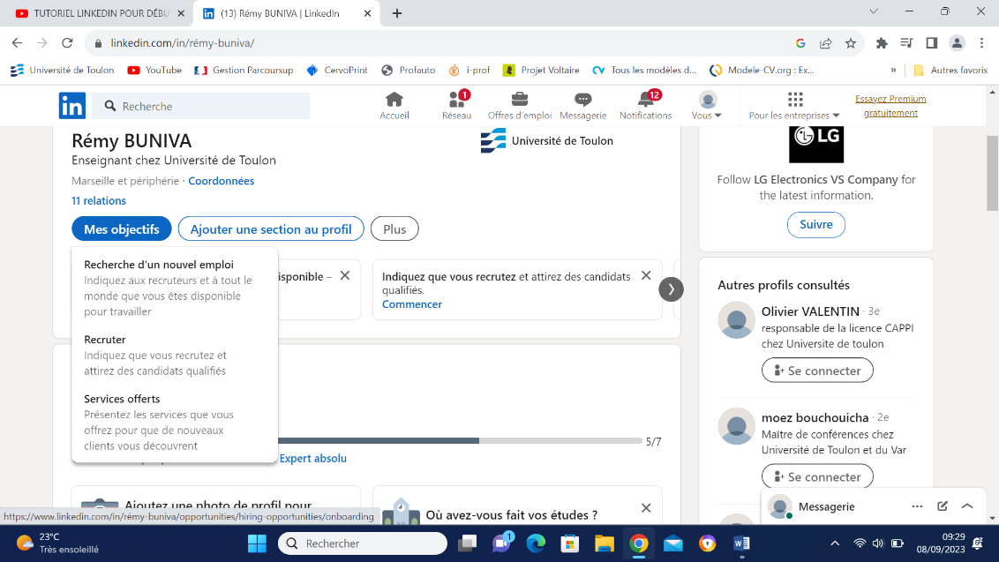 TUTORIEL LINKEDIN POUR DÉBU
(13) Rémy BUNIVA | LinkedIn
linkedin.com/in/rémy-buniva/
Université de Toulon
YouTube
Gestion Parcoursup
CervoPrint
Profauto
i-prof
Projet Voltaire
Tous les modèles d...
Modele-CV.org : Ex...
»
Autres favoris
in
Recherche
1
12
Accueil
Réseau
Offres d'emploi
Messagerie
Notifications
Vous
Pour les entreprises
Essayez Premium
gratuitement
Rémy BUNIVA
Enseignant chez Université de Toulon
Marseille et périphérie · Coordonnées
11 relations
Université de Toulon
Mes objectifs
Ajouter une section au profil
Plus
Recherche d'un nouvel emploi
Indiquez aux recruteurs et à tout le
monde que vous êtes disponible
pour travailler
Recruter
Indiquez que vous recrutez et
attirez des candidats qualifiés
Services offerts
Présentez les services que vous
offrez pour que de nouveaux
clients vous découvrent
isponible –
Indiquez que vous recrutez et attirez des candidats
qualifiés.
Commencer
5/7
Expert absolu
Ajoutez une photo de profil pour
Où avez-vous fait vos études ?
LG
Follow LG Electronics VS Company for
the latest information.
Suivre
Autres profils consultés
Olivier VALENTIN · 3e
responsable de la licence CAPPI
chez Universite de toulon
Se connecter
moez bouchouicha · 2e
Maître de conférences chez
Université de Toulon et du Var
Se connecter
Messagerie
https://www.linkedin.com/in/rémy-buniva/opportunities/hiring-opportunities/onboarding
23°C
Très ensoleillé
Rechercher
1
09:29
08/09/2023